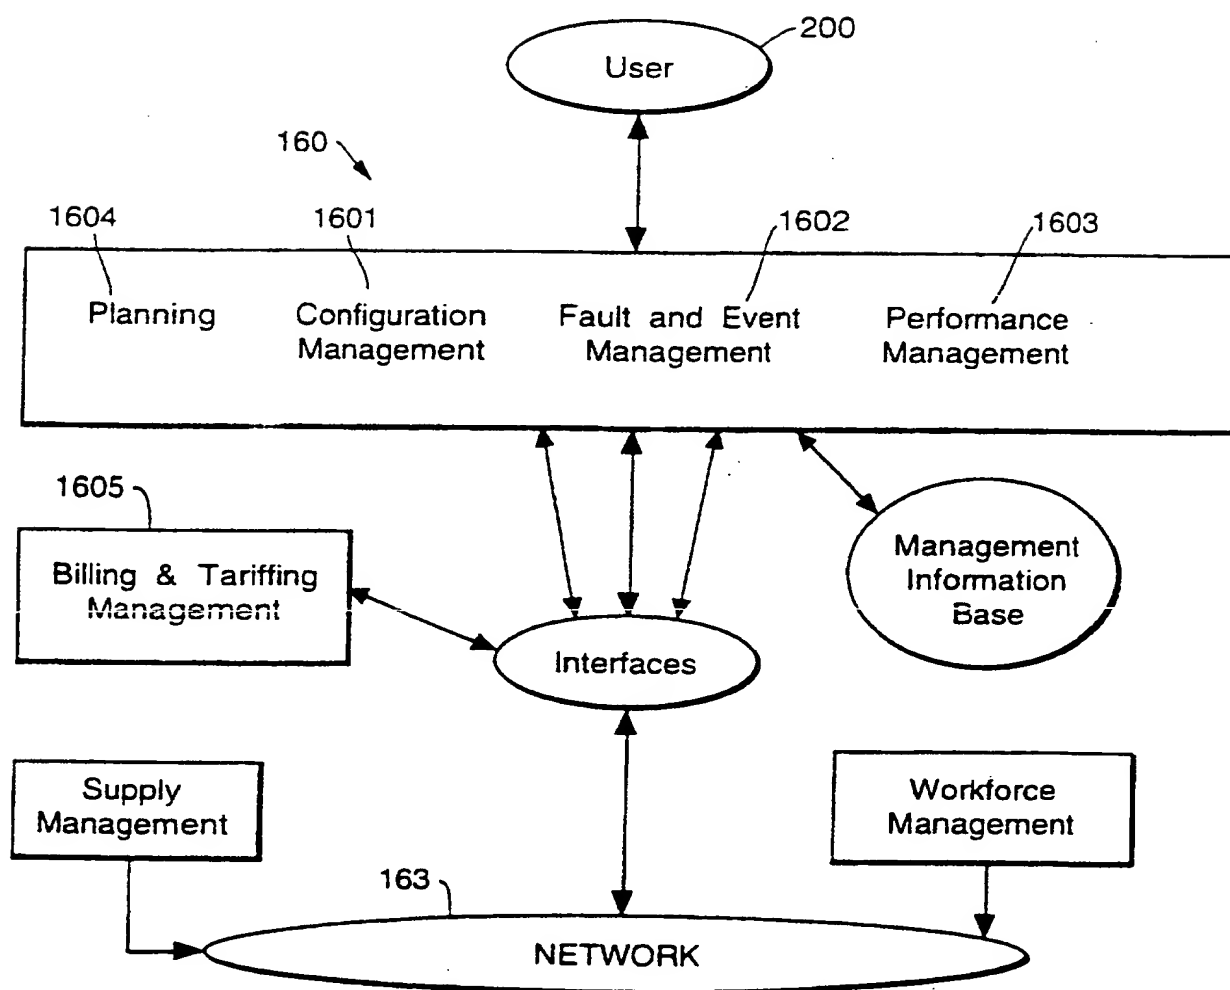 200
User
160
1604
1601
1602
1603
Planning
Configuration
Management
Fault and Event
Management
Performance
Management
1605
Billing & Tariffing
Management
Management
Information
Base
Interfaces
Supply
Management
Workforce
Management
163
NETWORK